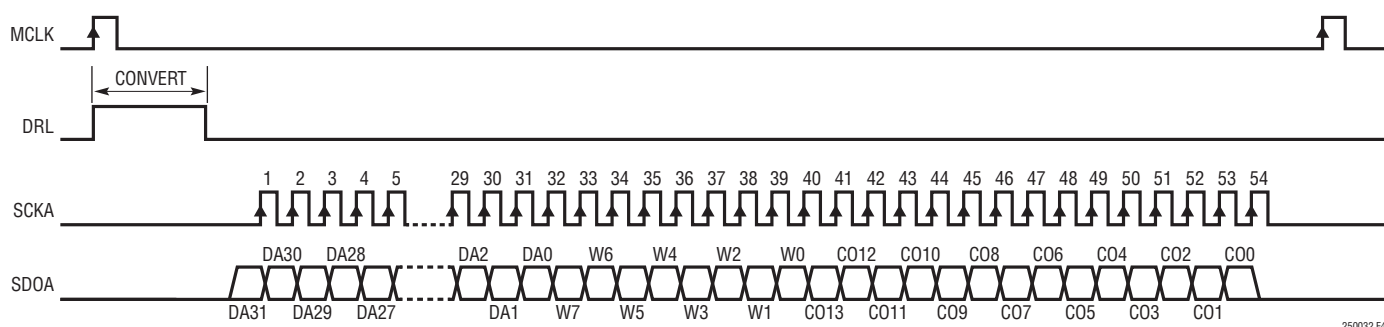 MCLK
CONVERT
DRL
1 2 3 4 5 29 30 31 32 33 34 35 36 37 38 39 40 41 42 43 44 45 46 47 48 49 50 51 52 53 54
SCKA
DA30 DA28 DA2 DA0 W6 W4 W2 W0 CO12 CO10 CO8 CO6 CO4 CO2 CO0
SDOA
DA31 DA29 DA27 DA1 W7 W5 W3 W1 CO13 CO11 CO9 CO7 CO5 CO3 CO1